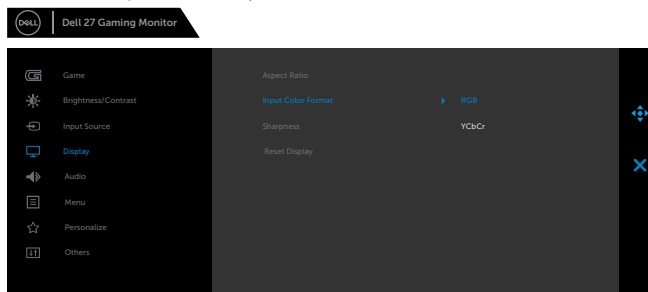 DELL Dell 27 Gaming Monitor
Game Aspect Ratio
Brightness/Contrast Input Color Format RGB
Input Source Sharpness YCbCr
Display Reset Display
Audio
Menu
Personalize
Others